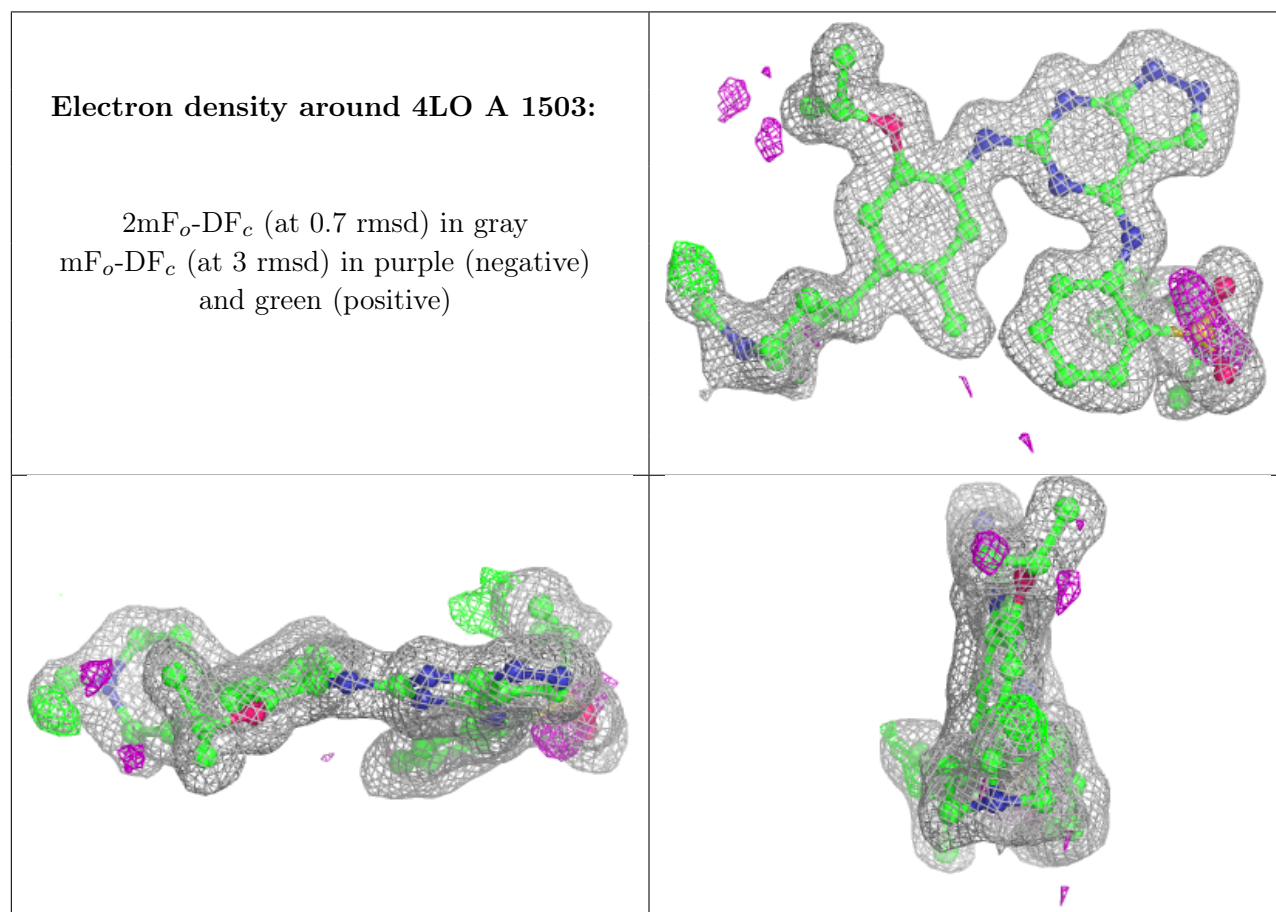 Electron density around 4LO A 1503:
2mFo-DFc (at 0.7 rmsd) in gray
mFo-DFc (at 3 rmsd) in purple (negative)
and green (positive)